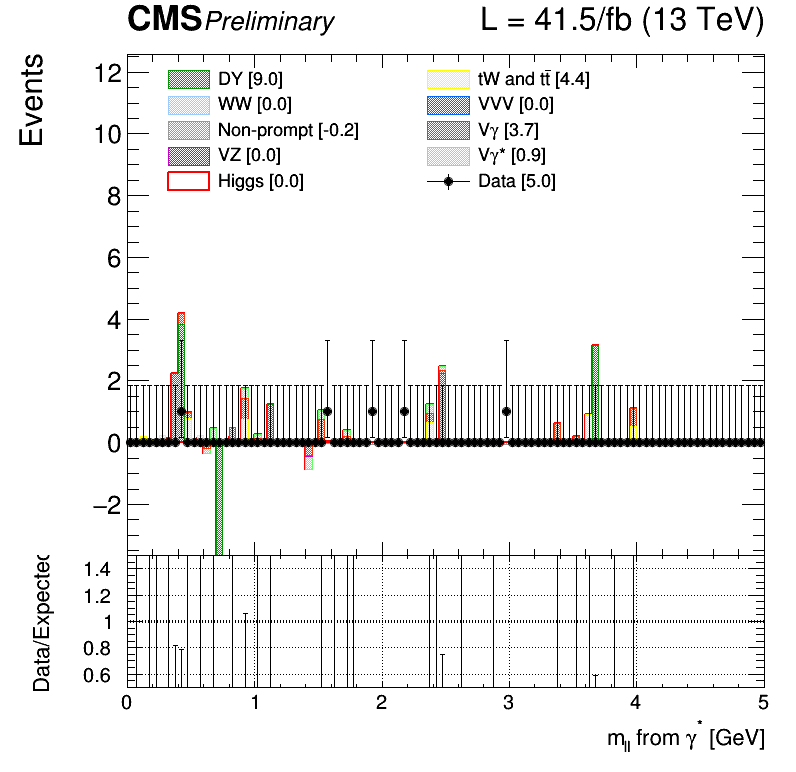 CMS Preliminary L = 41.5/fb (13 TeV)
Events
12
10
8
6
4
2
0
−2
DY [9.0]
WW [0.0]
Non-prompt [-0.2]
VZ [0.0]
Higgs [0.0]
tW and tt̄ [4.4]
VVV [0.0]
Vγ [3.7]
Vγ* [0.9]
Data [5.0]
Data/Expected
1.4
1.2
1
0.8
0.6
0 1 2 3 4 5
m_ll from γ* [GeV]